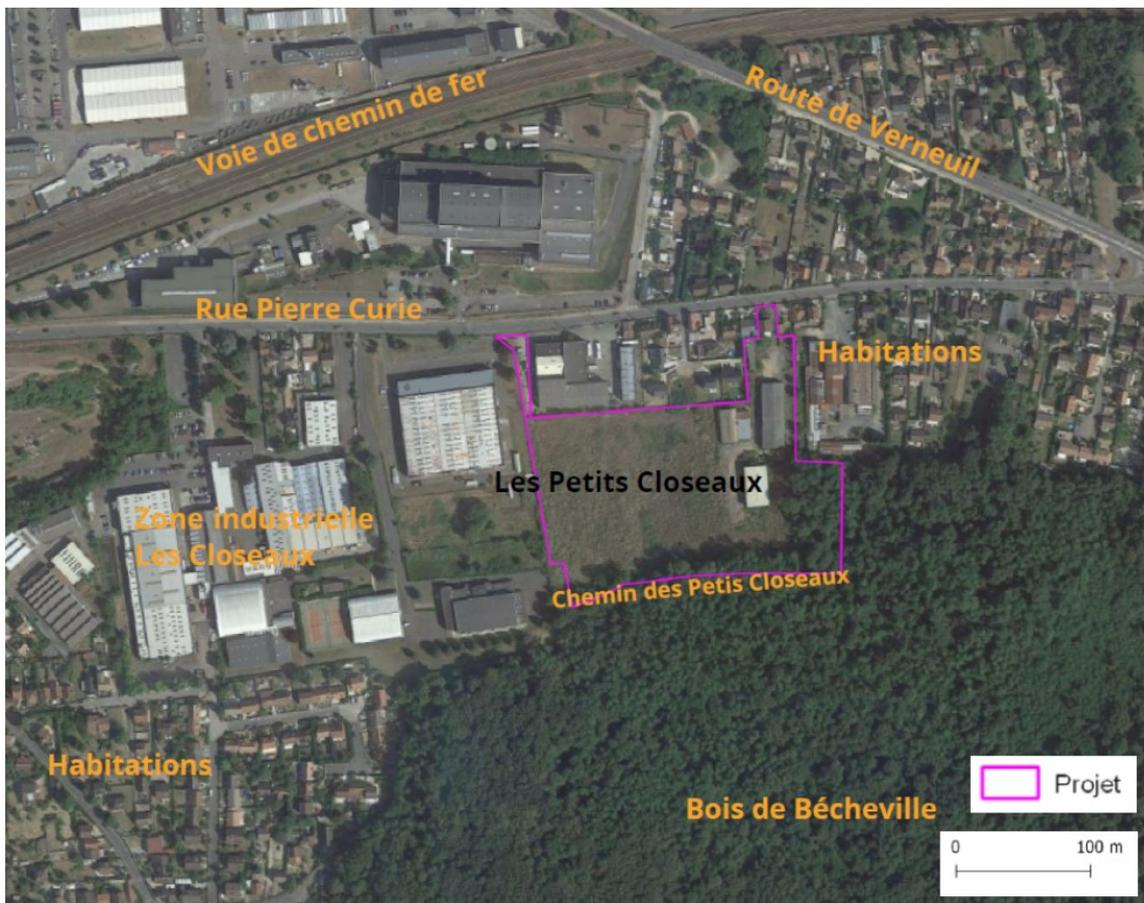 Voie de chemin de fer
Route de Verneuil
Rue Pierre Curie
Habitations
Les Petits Closeaux
Zone industrielle
Les Closeaux
Chemin des Petis Closeaux
Habitations
Bois de Bécheville
Projet
0 100 m